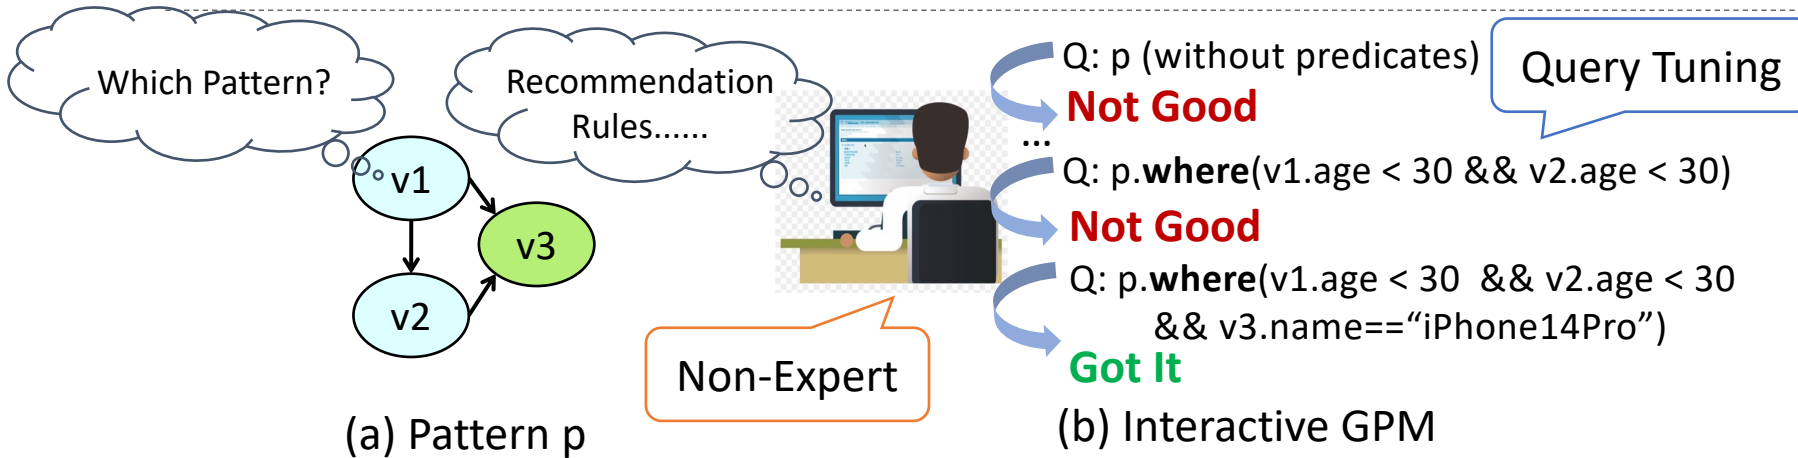 Which Pattern?
v1
v2
v3
(a) Pattern p
Recommendation
Rules......
Non-Expert
Q: p (without predicates)
Not Good
...
Q: p.where(v1.age < 30 && v2.age < 30)
Not Good
Q: p.where(v1.age < 30 && v2.age < 30
&& v3.name==“iPhone14Pro”)
Got It
Query Tuning
(b) Interactive GPM